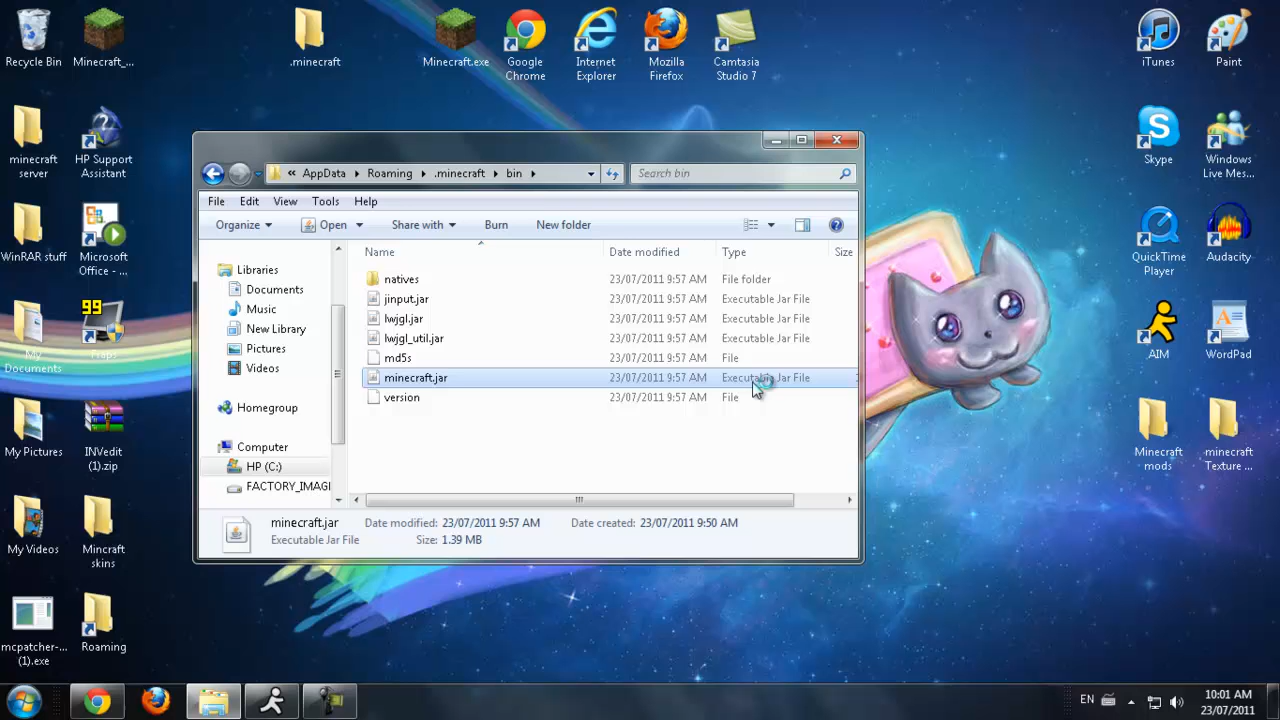 Recycle Bin
Minecraft_...
.minecraft
Minecraft.exe
Google Chrome
Internet Explorer
Mozilla Firefox
Camtasia Studio 7
iTunes
Paint
minecraft server
HP Support Assistant
WinRAR stuff
Microsoft Office - ...
My Documents
99
Fraps
My Pictures
INVedit (1).zip
My Videos
Mincraft skins
mcpatcher-... (1).exe
Roaming
Skype
Windows Live Mes...
QuickTime Player
Audacity
AIM
WordPad
Minecraft mods
minecraft Texture ...
« AppData Roaming .minecraft bin
Search bin
File Edit View Tools Help
Organize Open Share with Burn New folder
Name Date modified Type Size
natives 23/07/2011 9:57 AM File folder
jinput.jar 23/07/2011 9:57 AM Executable Jar File
lwjgl.jar 23/07/2011 9:57 AM Executable Jar File
lwjgl_util.jar 23/07/2011 9:57 AM Executable Jar File
md5s 23/07/2011 9:57 AM File
minecraft.jar 23/07/2011 9:57 AM Executable Jar File
version 23/07/2011 9:57 AM File
Libraries
Documents
Music
New Library
Pictures
Videos
Homegroup
Computer
HP (C:)
FACTORY_IMAG
minecraft.jar Date modified: 23/07/2011 9:57 AM Date created: 23/07/2011 9:50 AM
Executable Jar File Size: 1.39 MB
EN
10:01 AM
23/07/2011